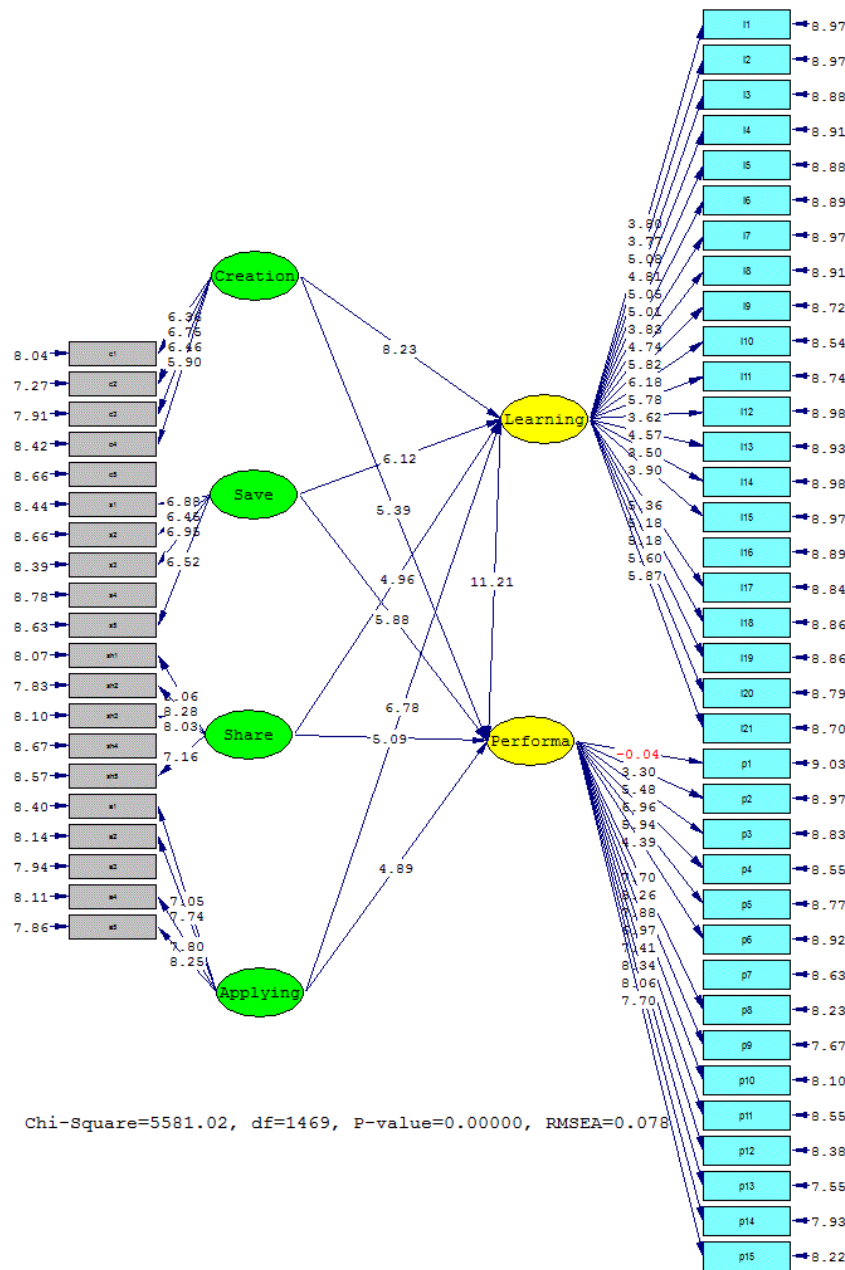 l1 8.97
l2 8.97
l3 8.88
l4 8.91
l5 8.88
l6 8.89
l7 8.97
l8 8.91
l9 8.72
l10 8.54
l11 8.74
l12 8.98
l13 8.93
l14 8.98
l15 8.97
l16 8.89
l17 8.84
l18 8.86
l19 8.86
l20 8.79
l21 8.70
p1 9.03
p2 8.97
p3 8.83
p4 8.55
p5 8.77
p6 8.92
p7 8.63
p8 8.23
p9 7.67
p10 8.10
p11 8.55
p12 8.38
p13 7.55
p14 7.93
p15 8.22
3.80
3.77
5.08
4.81
5.05
5.01
3.83
4.74
5.82
6.18
5.78
3.62
4.57
3.50
3.90
5.36
5.18
5.18
5.60
5.87
-0.04
3.30
5.48
6.96
5.94
4.39
7.70
8.26
7.88
6.97
7.41
8.34
8.06
7.70
Creation
Save
Share
Applying
Learning
Performa
8.23
6.12
5.39
4.96
5.88
11.21
6.78
5.09
4.89
6.36
6.75
6.46
5.90
6.88
6.45
6.95
6.52
8.28
8.03
7.16
7.05
7.74
7.80
8.25
8.04 c1
7.27 c2
7.91 c3
8.42 c4
8.66 c5
8.44 s1
8.66 s2
8.39 s3
8.78 s4
8.63 s5
8.07 sh1
7.83 sh2
8.10 sh3
8.67 sh4
8.57 sh5
8.40 a1
8.14 a2
7.94 a3
8.11 a4
7.86 a5
Chi-Square=5581.02, df=1469, P-value=0.00000, RMSEA=0.078